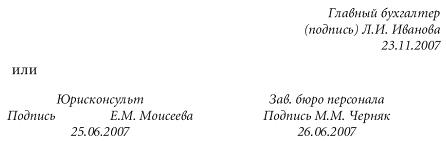 Главный бухгалтер
(подпись) Л.И. Иванова
23.11.2007
или
Юрисконсульт Зав. бюро персонала
Подпись Е.М. Моисеева Подпись М.М. Черняк
25.06.2007 26.06.2007